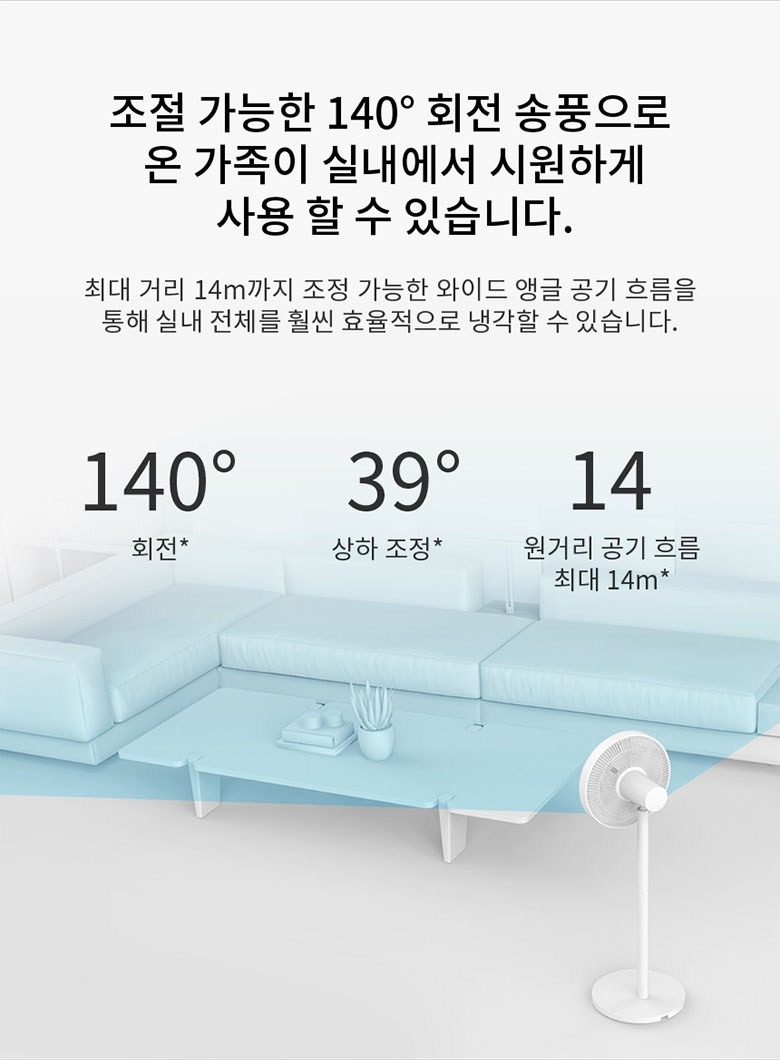 조절 가능한 140° 회전 송풍으로
온 가족이 실내에서 시원하게
사용 할 수 있습니다.
최대 거리 14m까지 조정 가능한 와이드 앵글 공기 흐름을
통해 실내 전체를 훨씬 효율적으로 냉각할 수 있습니다.
140° 39° 14
회전* 상하 조정* 원거리 공기 흐름
최대 14m*